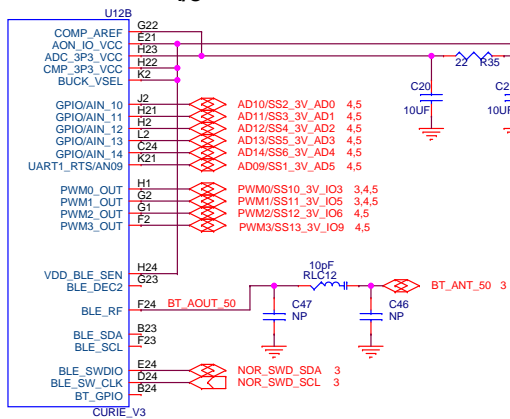 U12B
COMP_AREF G22
AON_IO_VCC E21
ADC_3P3_VCC H23
CMP_3P3_VCC H22
BUCK_VSEL K2
22 R35
C20
10UF
C2
10U
GPIO/AIN_10 J2 AD10/SS2_3V_AD0 4,5
GPIO/AIN_11 H21 AD11/SS3_3V_AD1 4,5
GPIO/AIN_12 H2 AD12/SS4_3V_AD2 4,5
GPIO/AIN_13 L2 AD13/SS5_3V_AD3 4,5
GPIO/AIN_14 C24 AD14/SS6_3V_AD4 4,5
UART1_RTS/AN09 K21 AD09/SS1_3V_AD5 4,5
PWM0_OUT H1 PWM0/SS10_3V_IO3 3,4,5
PWM1_OUT G2 PWM1/SS11_3V_IO5 3,4,5
PWM2_OUT G1 PWM2/SS12_3V_IO6 4,5
PWM3_OUT F2 PWM3/SS13_3V_IO9 4,5
VDD_BLE_SEN H24
BLE_DEC2 G23
10pF
RLC12
BT_ANT_50 3
BLE_RF F24 BT_AOUT_50
C47
NP
C46
NP
BLE_SDA B23
BLE_SCL F23
BLE_SWDIO E24 NOR_SWD_SDA 3
BLE_SW_CLK D24 NOR_SWD_SCL 3
BT_GPIO B24
CURIE_V3